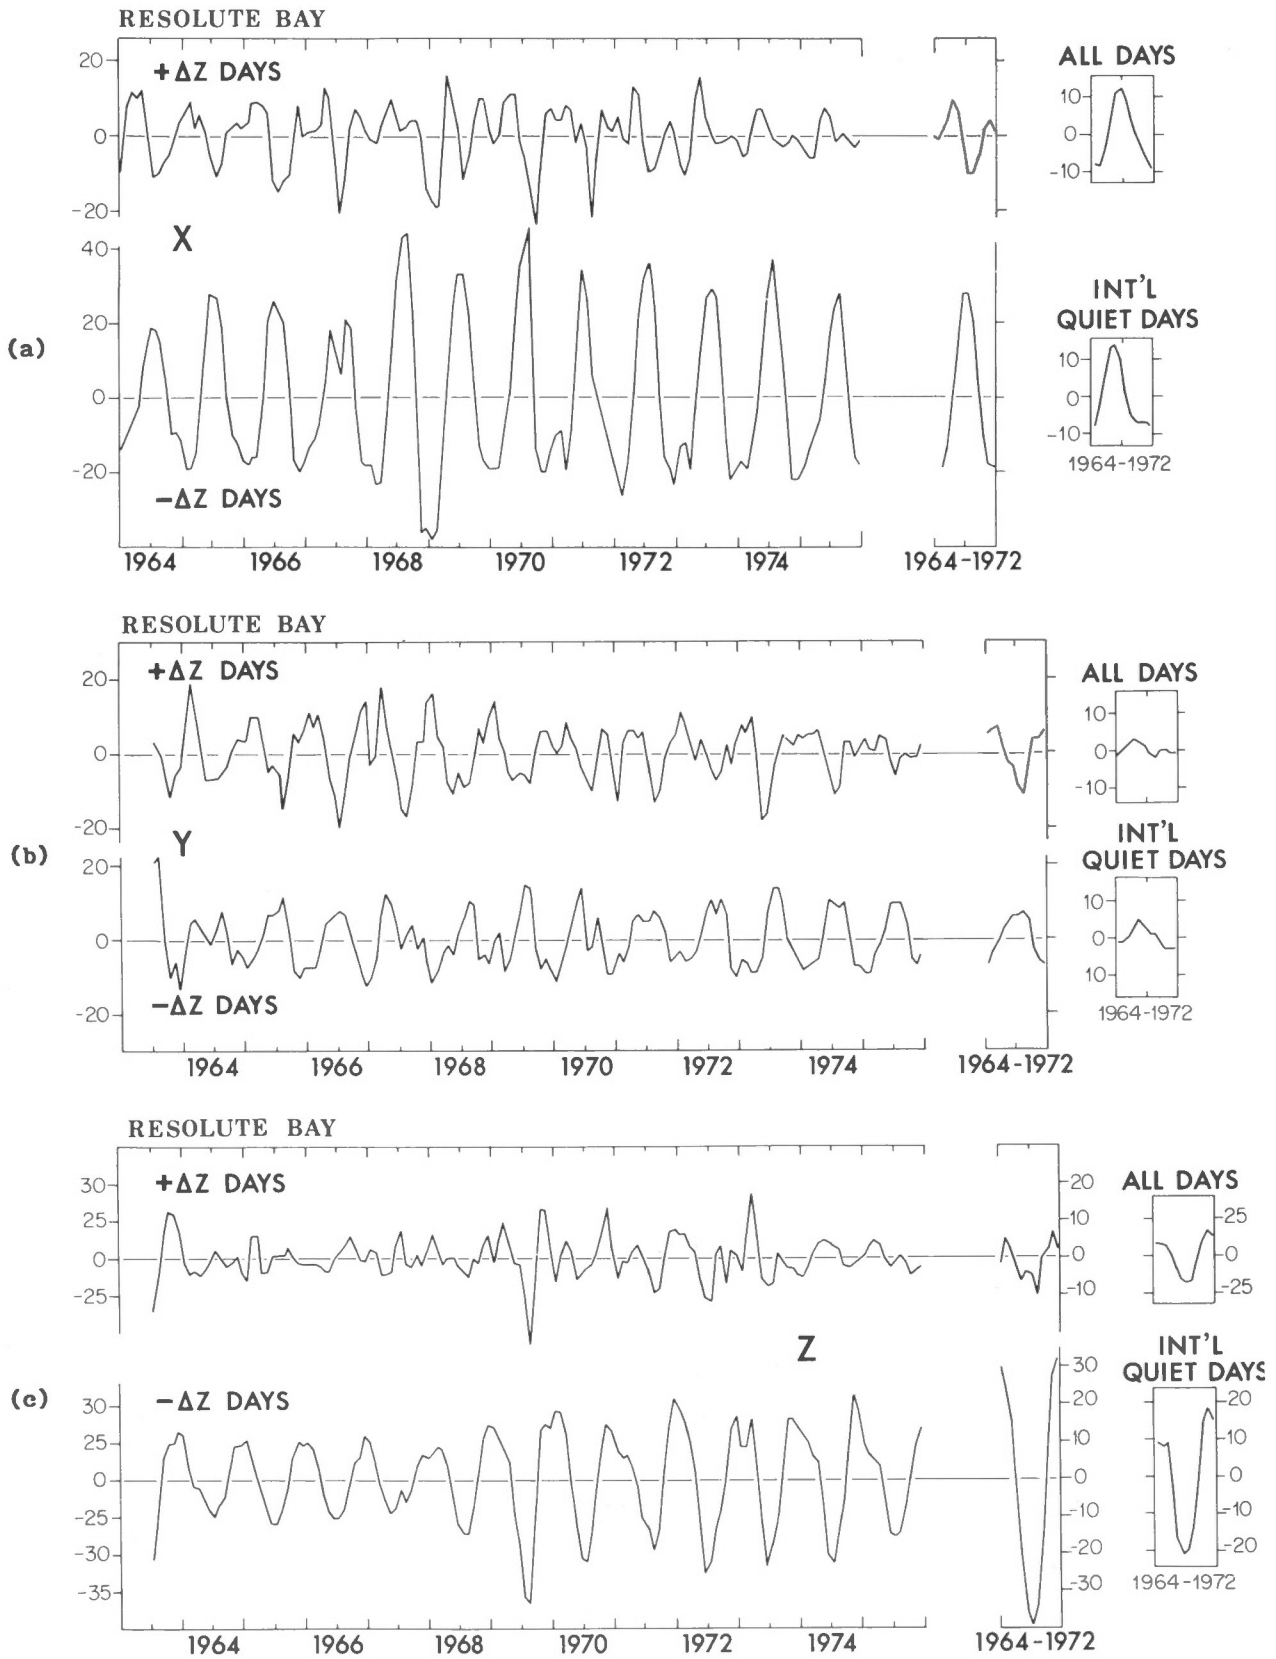 RESOLUTE BAY
+ΔZ DAYS
20
0
-20
X
40
20
0
-20
-ΔZ DAYS
(a)
1964 1966 1968 1970 1972 1974 1964-1972
ALL DAYS
10
0
-10
INT'L
QUIET DAYS
10
0
-10
1964-1972
RESOLUTE BAY
+ΔZ DAYS
20
0
-20
Y
20
0
-20
-ΔZ DAYS
(b)
1964 1966 1968 1970 1972 1974 1964-1972
ALL DAYS
10
0
-10
INT'L
QUIET DAYS
10
0
10
1964-1972
RESOLUTE BAY
+ΔZ DAYS
30
25
0
-25
20
10
0
-10
Z
-ΔZ DAYS
30
25
0
-25
-30
-35
30
20
10
0
-10
-20
-30
(c)
1964 1966 1968 1970 1972 1974 1964-1972
ALL DAYS
25
0
-25
INT'L
QUIET DAYS
20
10
0
-10
-20
1964-1972